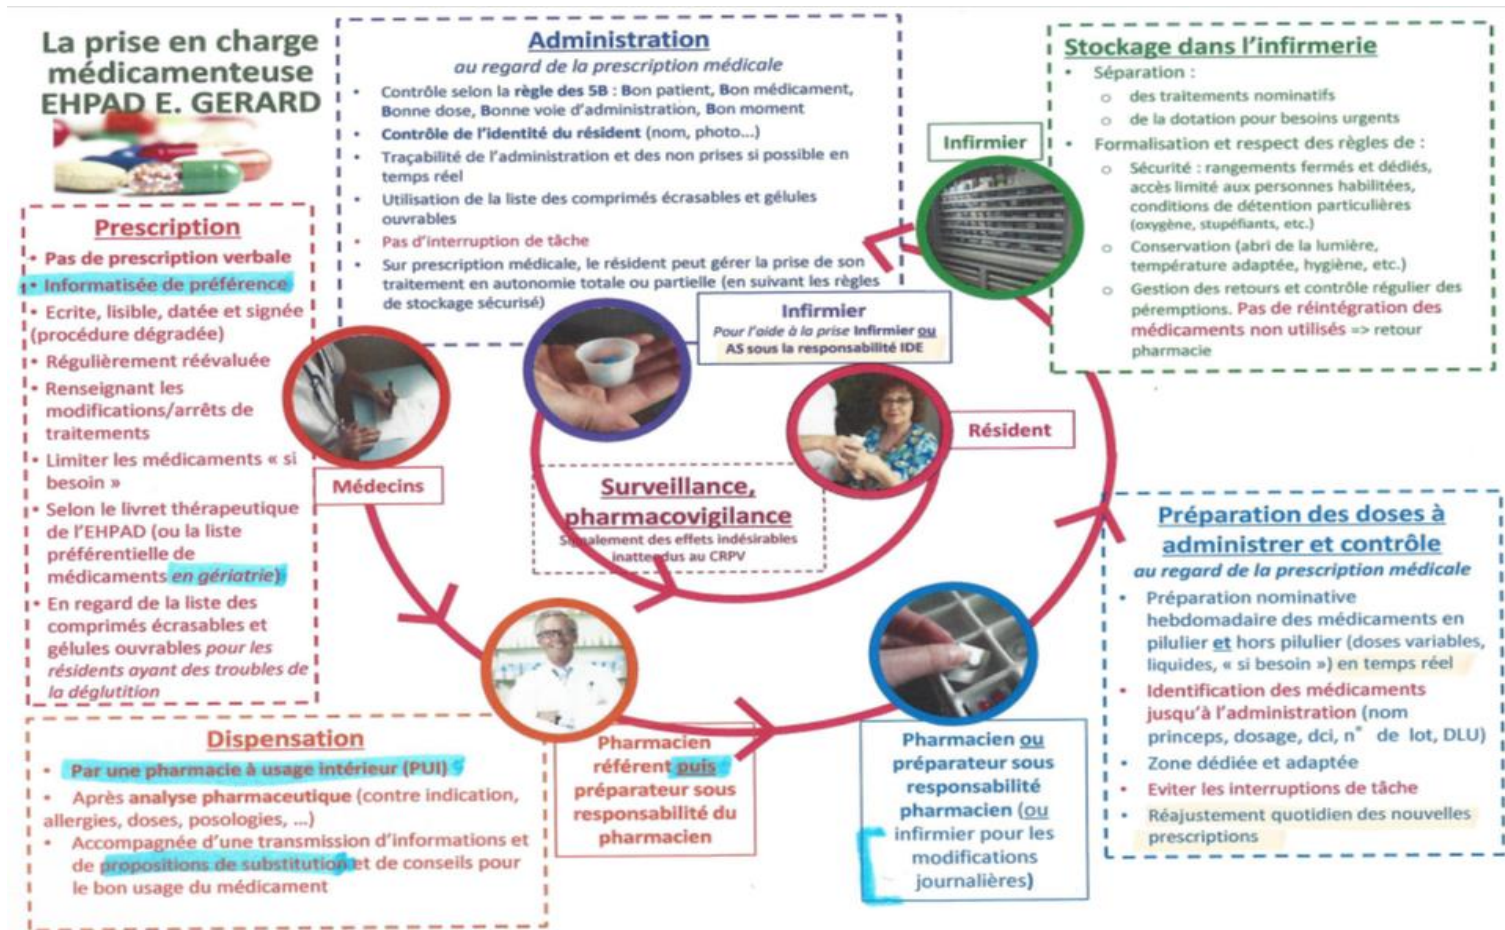 La prise en charge
médicamenteuse
EHPAD E. GERARD
Prescription
• Pas de prescription verbale
• Informatisée de préférence
• Ecrite, lisible, datée et signée
(procédure dégradée)
• Régulièrement réévaluée
• Renseignant les
modifications/arrêts de
traitements
• Limiter les médicaments « si
besoin »
• Selon le livret thérapeutique
de l'EHPAD (ou la liste
préférentielle de
médicaments en gériatrie)
• En regard de la liste des
comprimés écrasables et
gélules ouvrables pour les
résidents ayant des troubles de
la déglutition
Médecins
Dispensation
• Par une pharmacie à usage intérieur (PUI)
• Après analyse pharmaceutique (contre indication,
allergies, doses, posologies, ...)
• Accompagnée d'une transmission d'informations et
de propositions de substitution et de conseils pour
le bon usage du médicament
Pharmacien
référent puis
préparateur sous
responsabilité du
pharmacien
Pharmacien ou
préparateur sous
responsabilité
pharmacien (ou
infirmier pour les
modifications
journalières)
Préparation des doses à
administrer et contrôle
au regard de la prescription médicale
• Préparation nominative
hebdomadaire des médicaments en
pilulier et hors pilulier (doses variables,
liquides, « si besoin ») en temps réel
• Identification des médicaments
jusqu'à l'administration (nom
princeps, dosage, dci, n° de lot, DLU)
• Zone dédiée et adaptée
• Eviter les interruptions de tâche
• Réajustement quotidien des nouvelles
prescriptions
Stockage dans l'infirmerie
• Séparation :
o des traitements nominatifs
o de la dotation pour besoins urgents
• Formalisation et respect des règles de :
o Sécurité : rangements fermés et dédiés,
accès limité aux personnes habilitées,
conditions de détention particulières
(oxygène, stupéfiants, etc.)
o Conservation (abri de la lumière,
température adaptée, hygiène, etc.)
o Gestion des retours et contrôle régulier des
péremptions. Pas de réintégration des
médicaments non utilisés => retour
pharmacie
Infirmier
Administration
au regard de la prescription médicale
• Contrôle selon la règle des 5B : Bon patient, Bon médicament,
Bonne dose, Bonne voie d'administration, Bon moment
• Contrôle de l'identité du résident (nom, photo...)
• Traçabilité de l'administration et des non prises si possible en
temps réel
• Utilisation de la liste des comprimés écrasables et gélules
ouvrables
• Pas d'interruption de tâche
• Sur prescription médicale, le résident peut gérer la prise de son
traitement en autonomie totale ou partielle (en suivant les règles
de stockage sécurisé)
Infirmier
Pour l'aide à la prise Infirmier ou
AS sous la responsabilité IDE
Résident
Surveillance,
pharmacovigilance
Signalement des effets indésirables
inattendus au CRPV